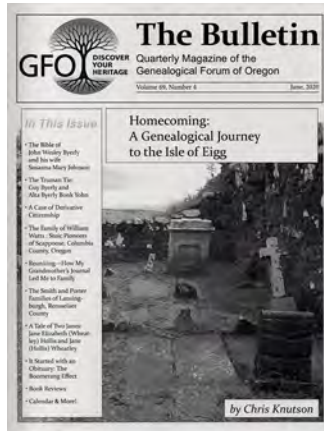 GFO
DISCOVER
YOUR
HERITAGE
The Bulletin
Quarterly Magazine of the
Genealogical Forum of Oregon
Volume 69, Number 4 June, 2020
In This Issue
• The Bible of
John Wesley Byerly
and his wife
Susanna Mary Johnson
• The Truman Tie:
Guy Byerly and
Alta Byerly Book Yohn
• A Case of Derivative
Citizenship
• The Family of William
Watts : Stoic Pioneers
of Scappoose, Columbia
County, Oregon
• Reuniting—How My
Grandmother's Journal
Led Me to Family
• The Smith and Porter
Families of Lansing-
burgh, Rensselaer
County
• A Tale of Two Janes:
Jane Elizabeth (Wheat-
ley) Hollis and Jane
(Hollis) Wheatley
• It Started with an
Obituary: The
Boomerang Effect
• Book Reviews
• Calendar & More!
Homecoming:
A Genealogical Journey
to the Isle of Eigg
by Chris Knutson